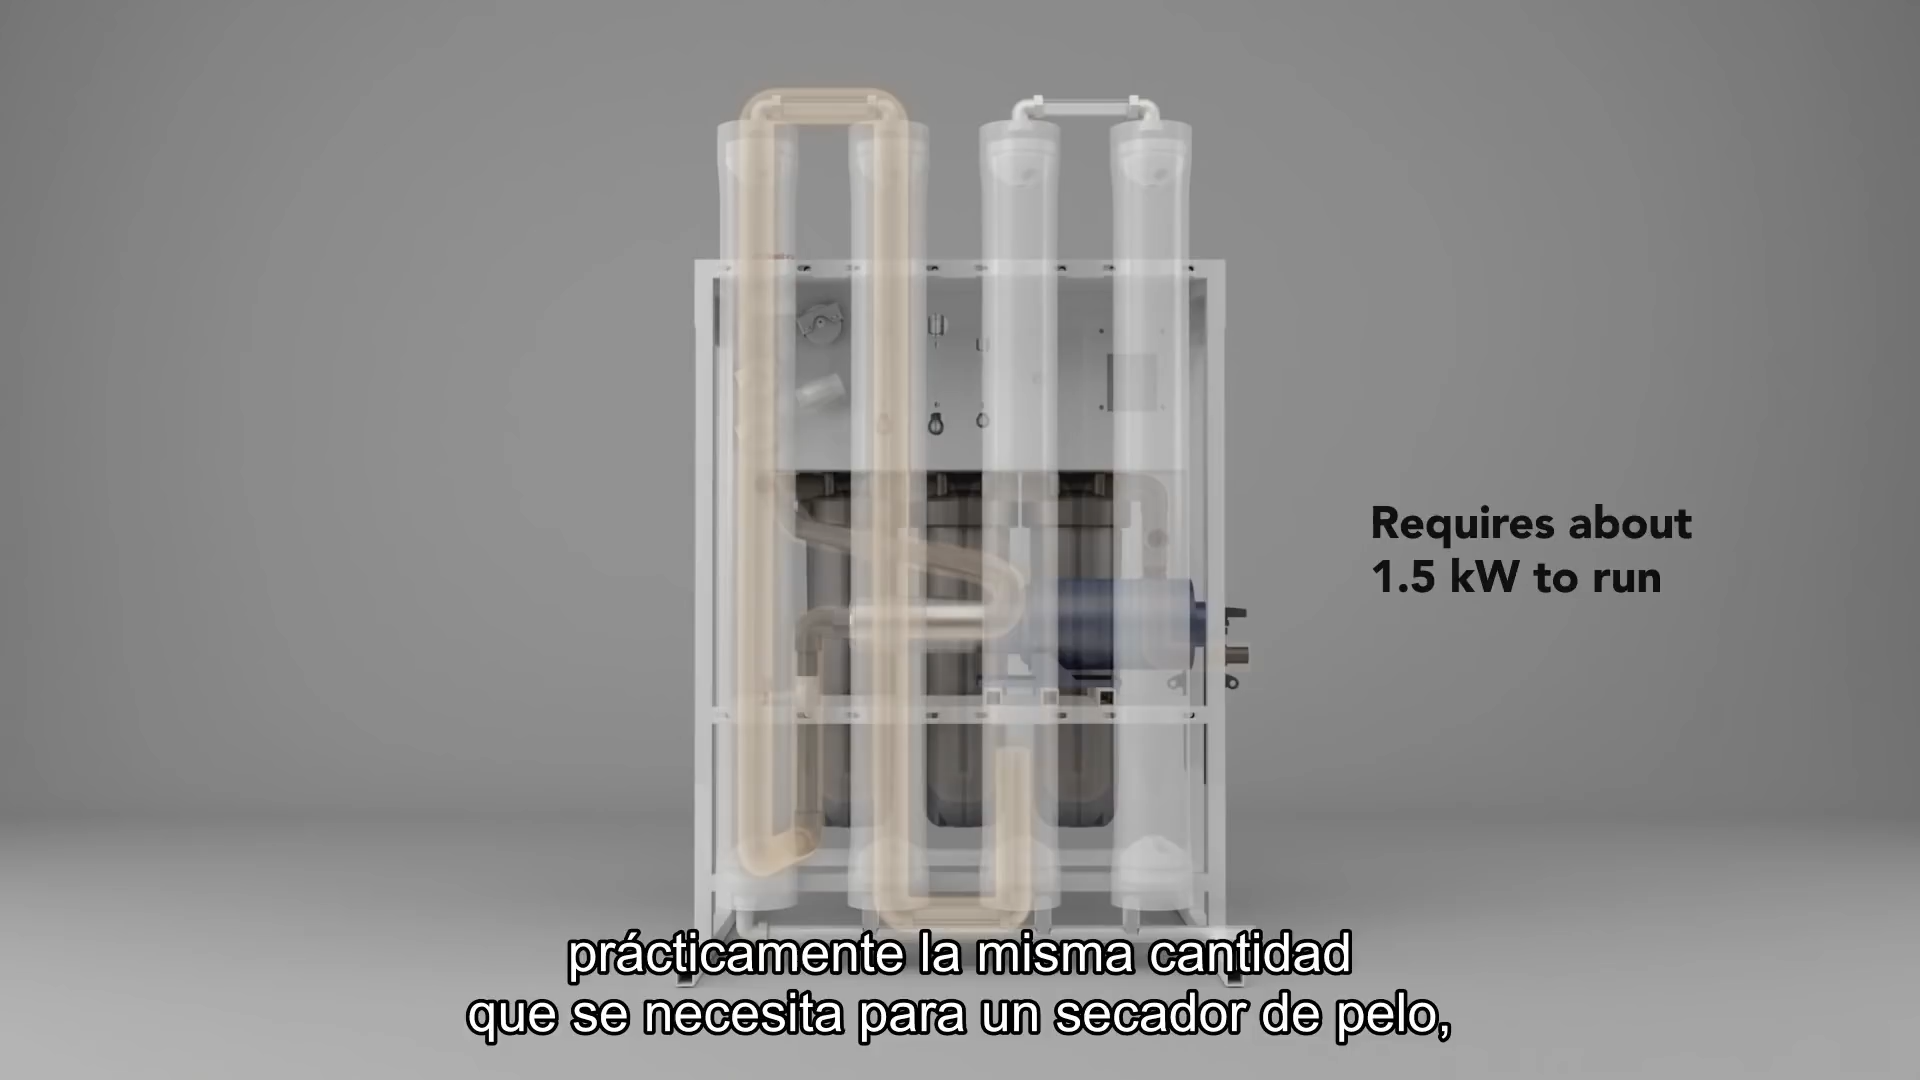 Requires about
1.5 kW to run
prácticamente la misma cantidad
que se necesita para un secador de pelo,